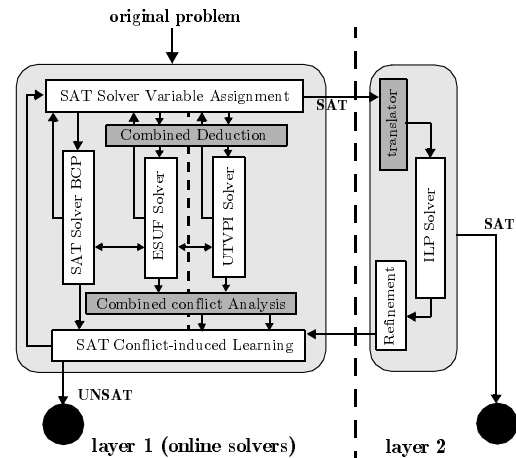 original problem
SAT Solver Variable Assignment
SAT
Combined Deduction
translator
SAT Solver BCP
ESUF Solver
UTVPI Solver
ILP Solver
SAT
Combined conflict Analysis
Refinement
SAT Conflict-induced Learning
UNSAT
layer 1 (online solvers)
layer 2